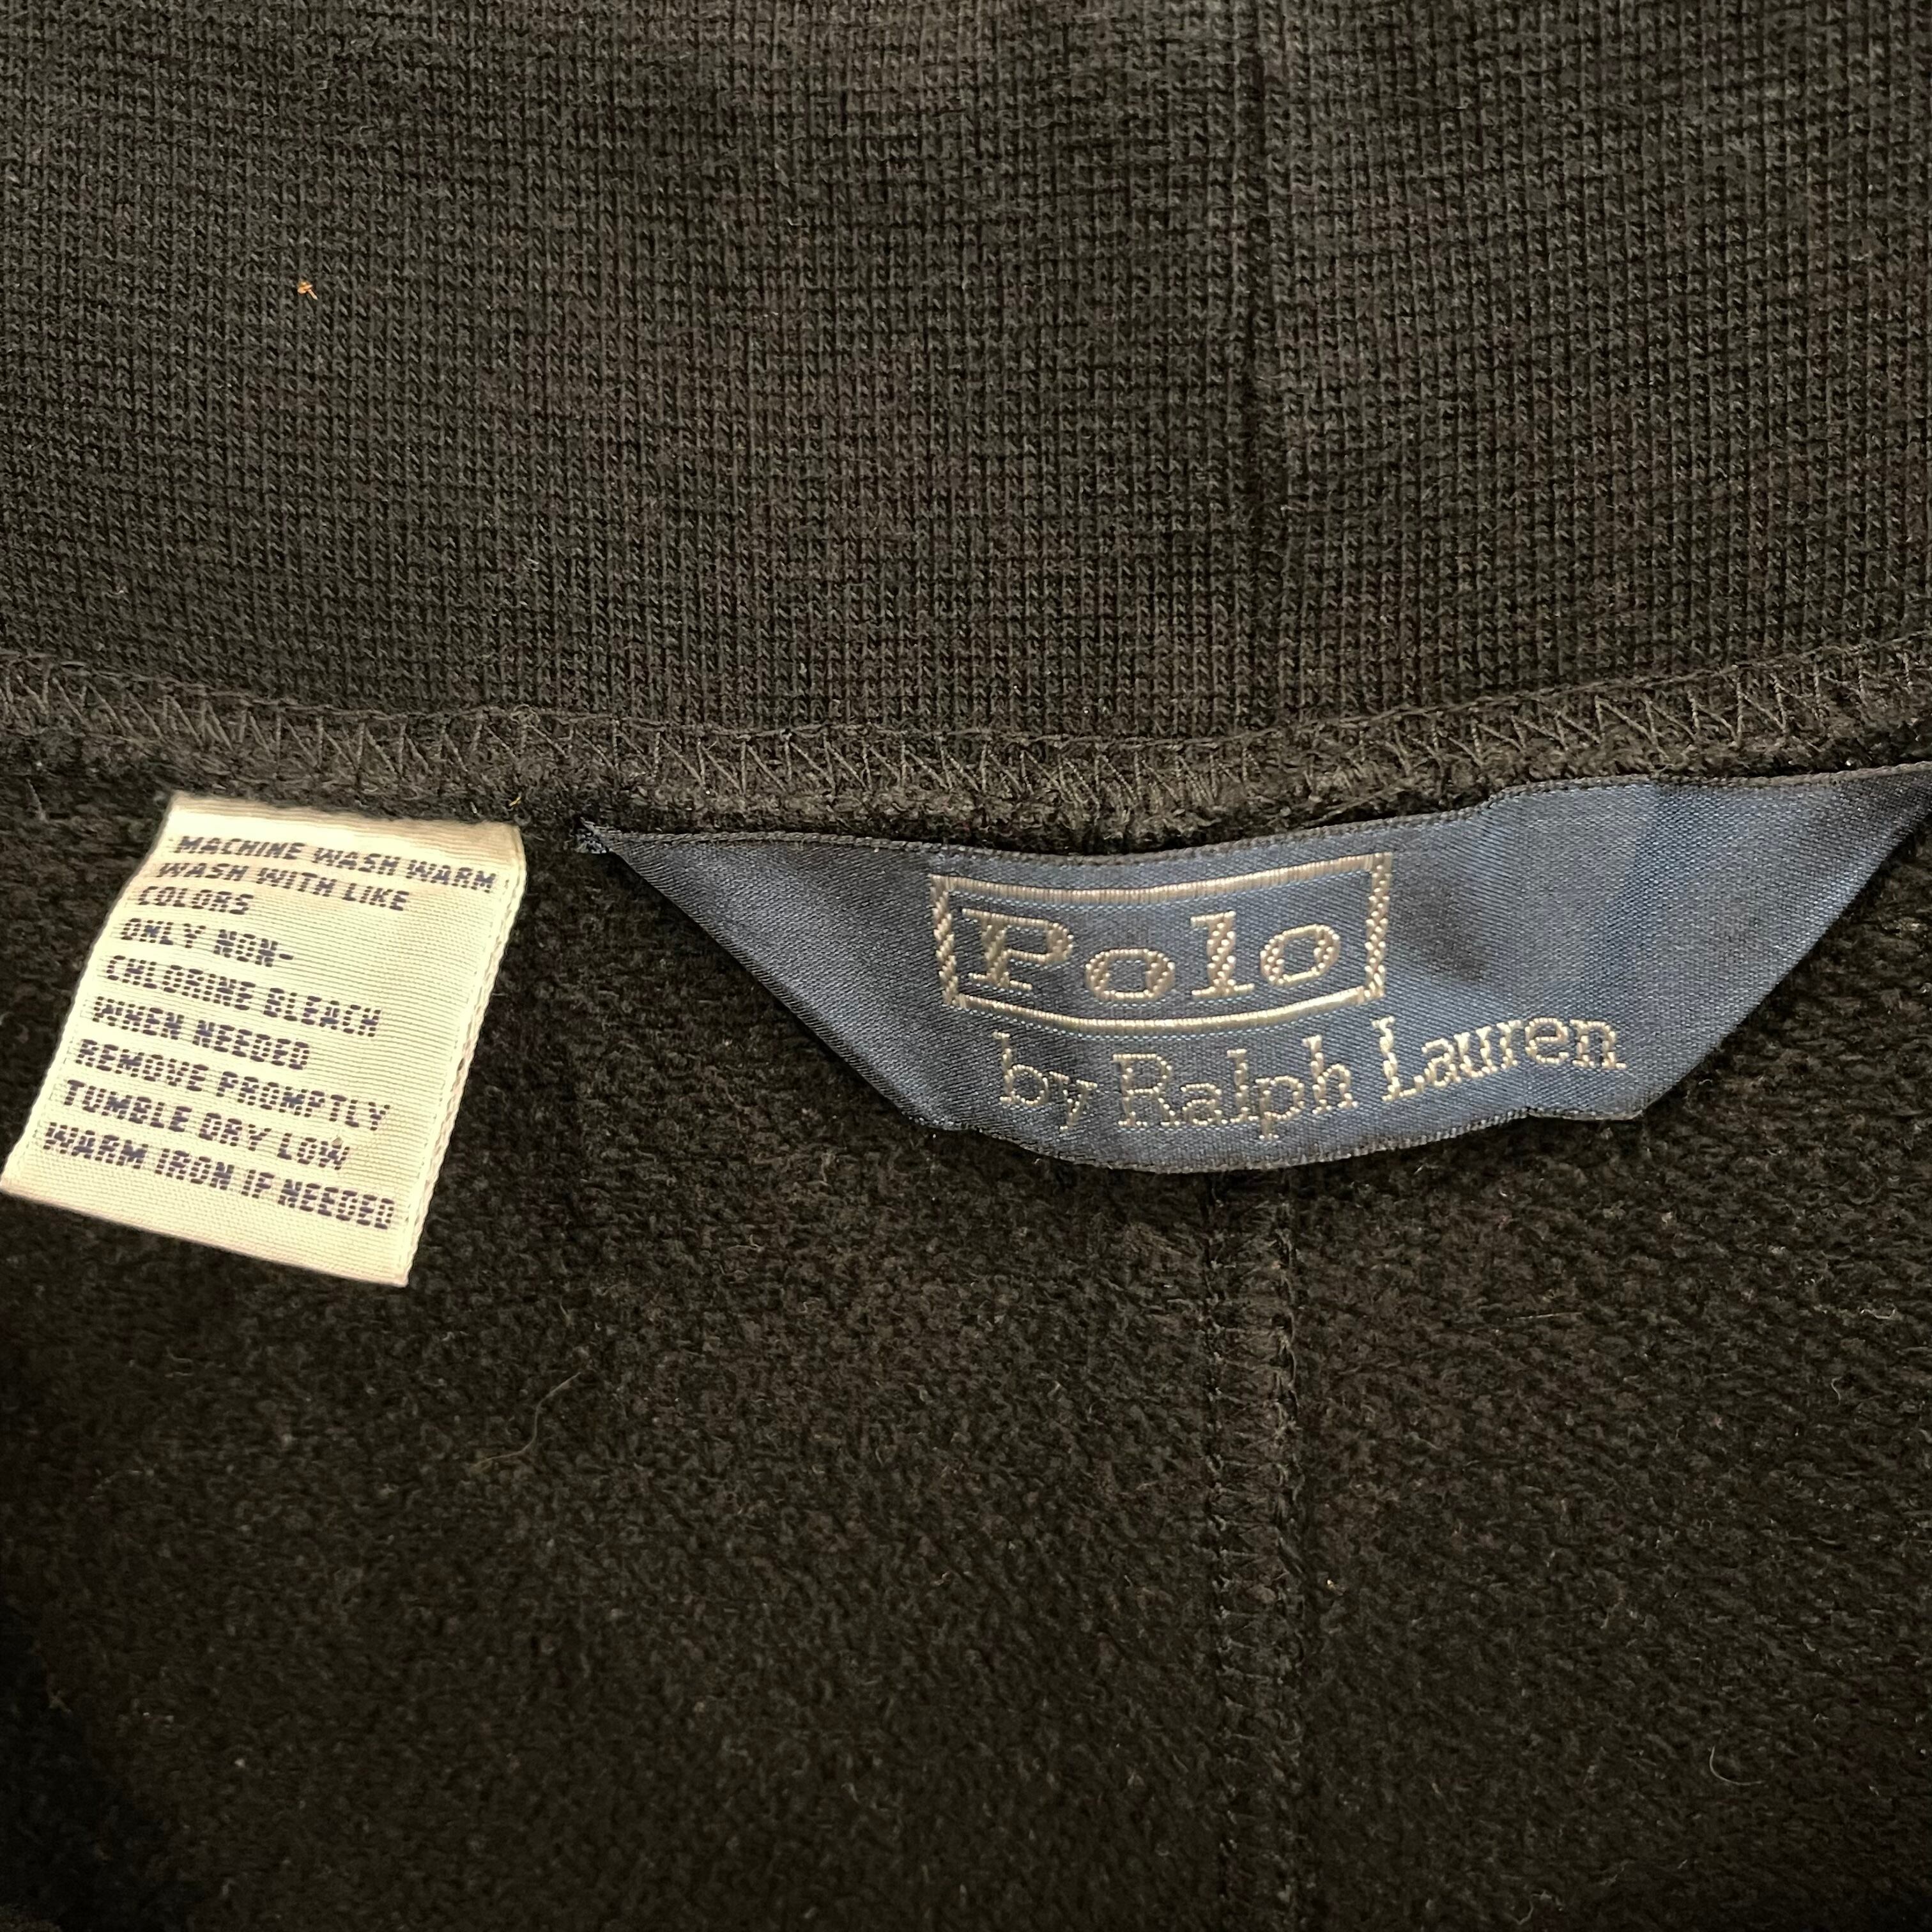 MACHINE WASH WARM
WASH WITH LIKE
COLORS
ONLY NON-
CHLORINE BLEACH
WHEN NEEDED
REMOVE PROMPTLY
TUMBLE DRY LOW
WARM IRON IF NEEDED
Polo
by Ralph Lauren